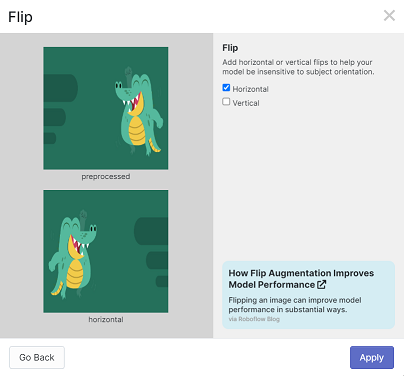 Flip
preprocessed
horizontal
Flip
Add horizontal or vertical flips to help your
model be insensitive to subject orientation.
Horizontal
Vertical
How Flip Augmentation Improves
Model Performance
Flipping an image can improve model
performance in substantial ways.
via Roboflow Blog
Go Back
Apply